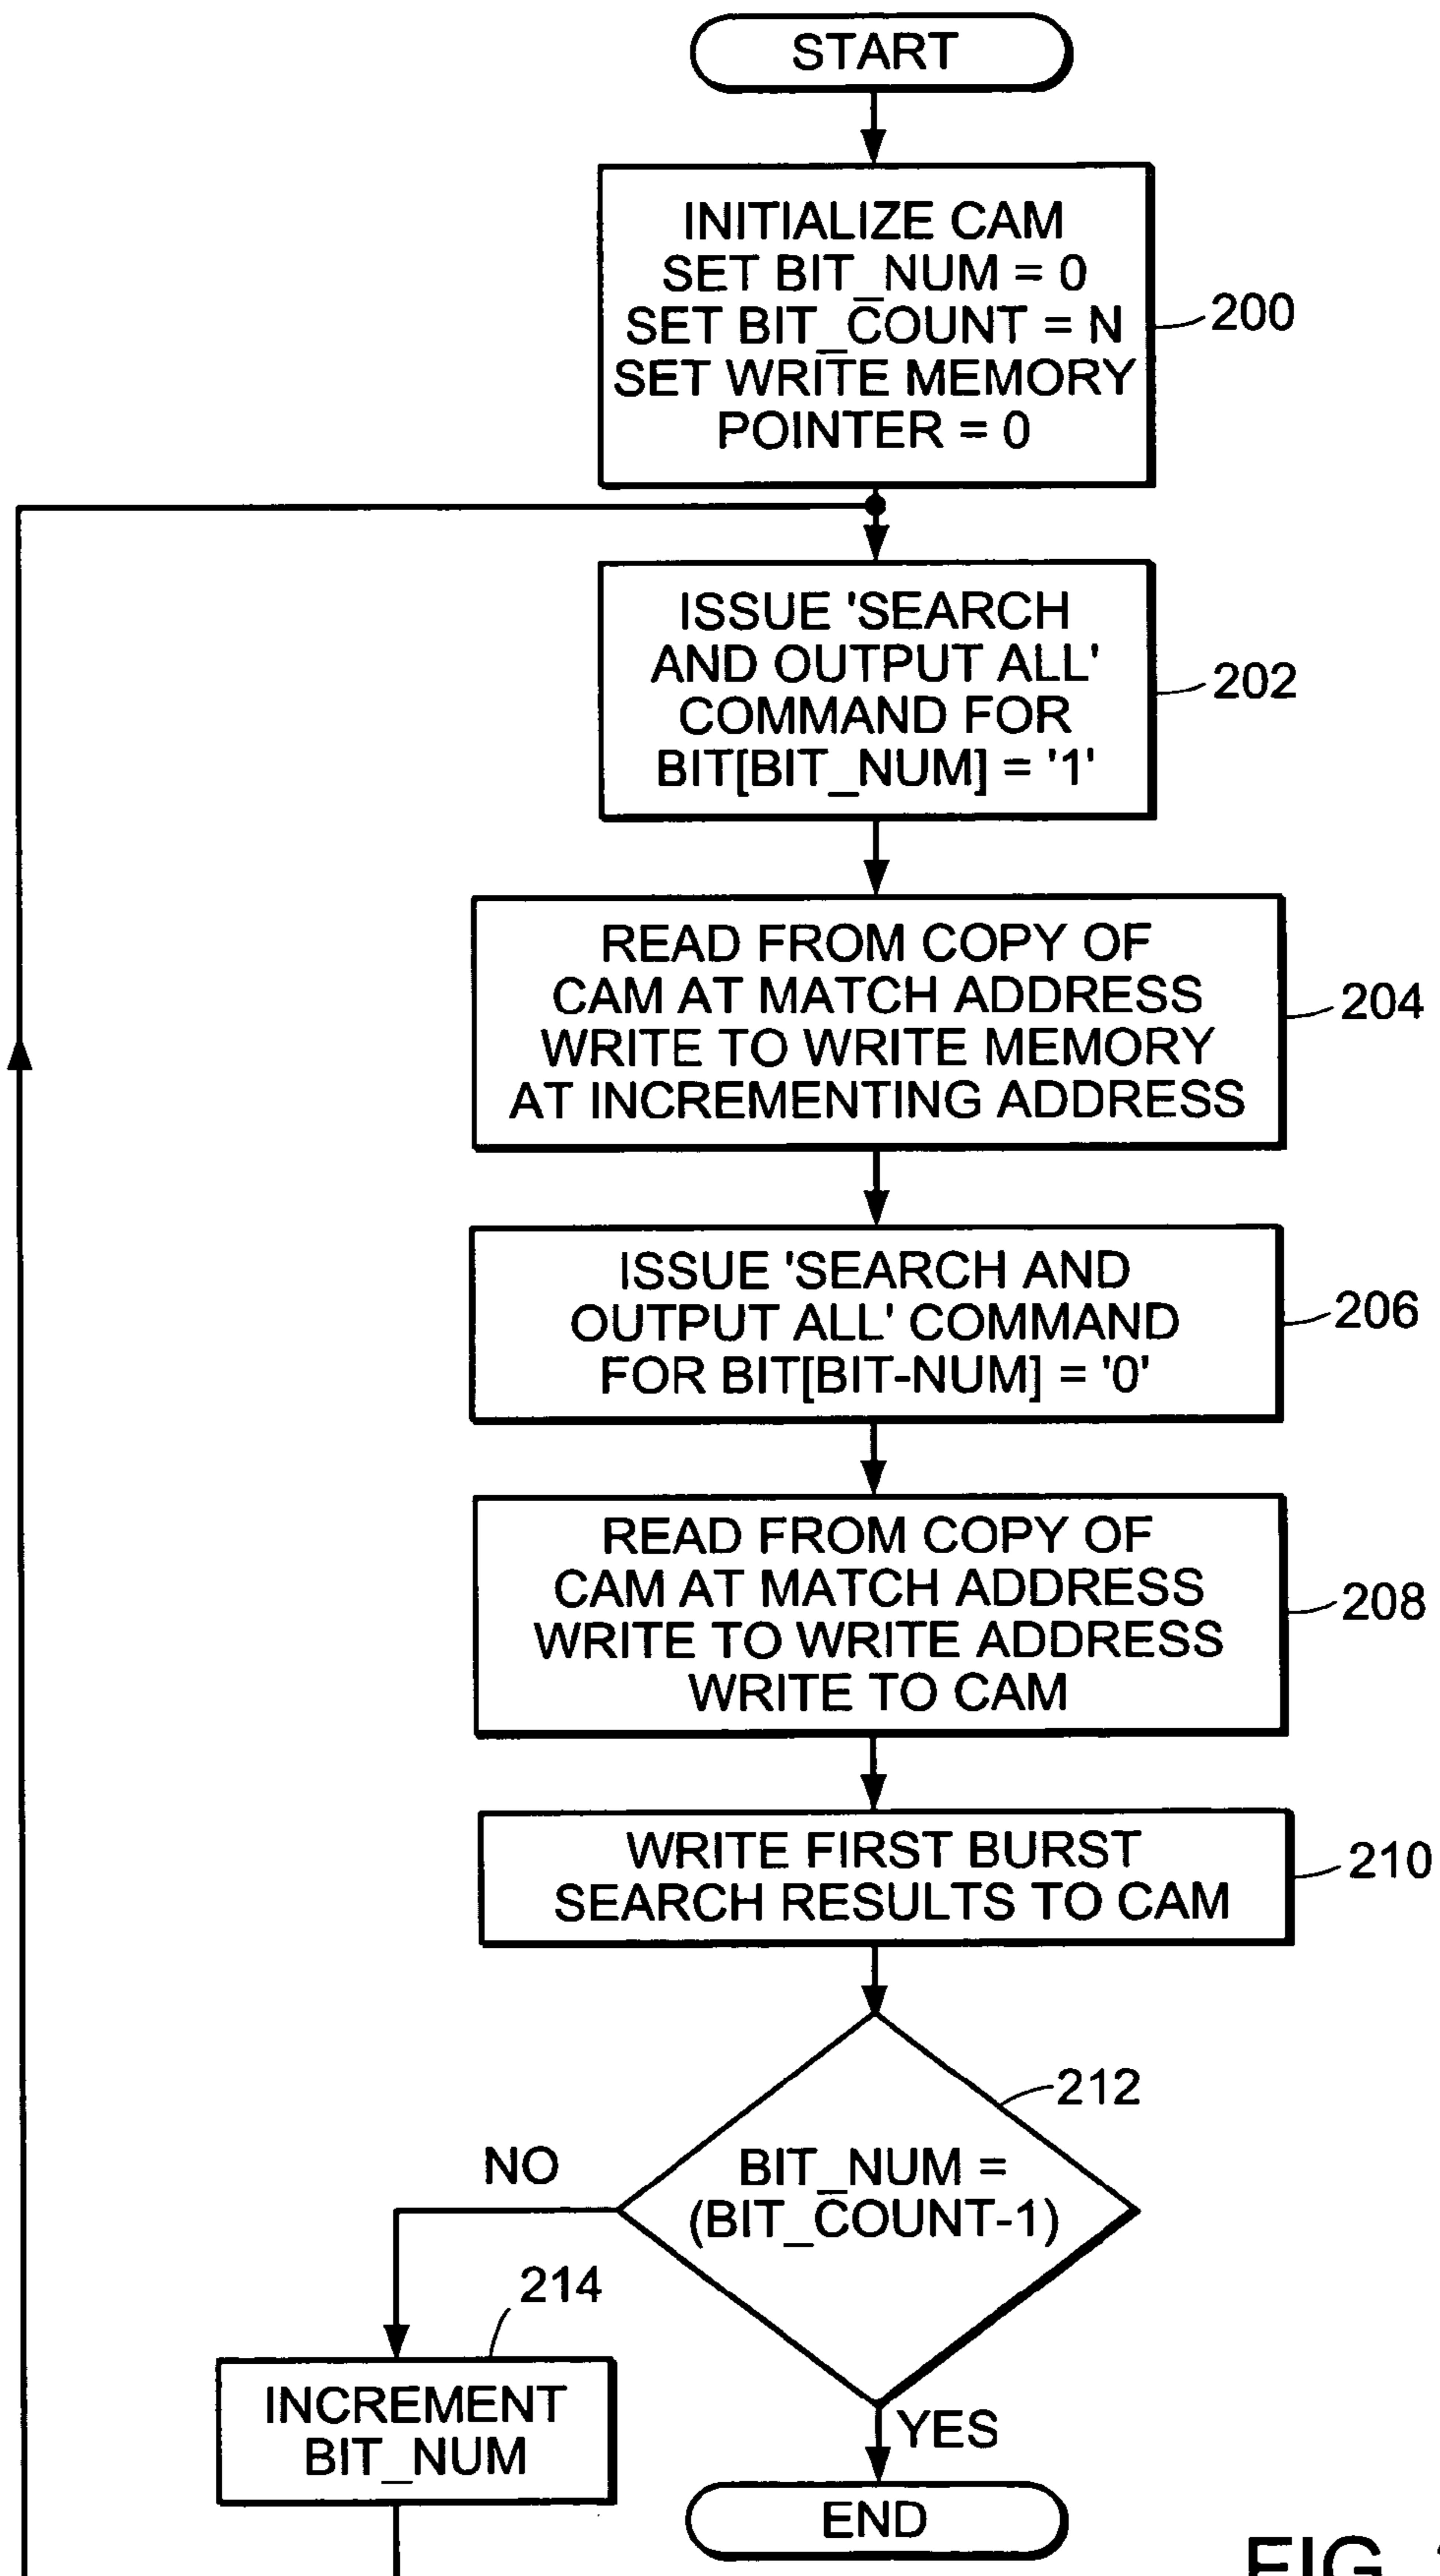 START
INITIALIZE CAM
SET BIT_NUM = 0
SET BIT_COUNT = N
SET WRITE MEMORY
POINTER = 0
200
ISSUE 'SEARCH
AND OUTPUT ALL'
COMMAND FOR
BIT[BIT_NUM] = '1'
202
READ FROM COPY OF
CAM AT MATCH ADDRESS
WRITE TO WRITE MEMORY
AT INCREMENTING ADDRESS
204
ISSUE 'SEARCH AND
OUTPUT ALL' COMMAND
FOR BIT[BIT-NUM] = '0'
206
READ FROM COPY OF
CAM AT MATCH ADDRESS
WRITE TO WRITE ADDRESS
WRITE TO CAM
208
WRITE FIRST BURST
SEARCH RESULTS TO CAM
210
212
BIT_NUM =
(BIT_COUNT-1)
NO
214
INCREMENT
BIT_NUM
YES
END
FIG.